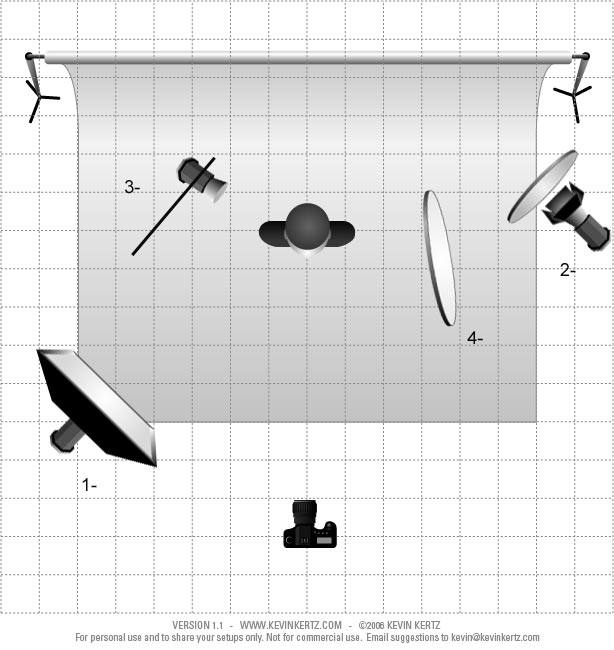 3-
2-
4-
1-
VERSION 1.1 - WWW.KEVINKERTZ.COM - ©2006 KEVIN KERTZ
For personal use and to share your setups only. Not for commercial use. Email suggestions to kevin@kevinkertz.com